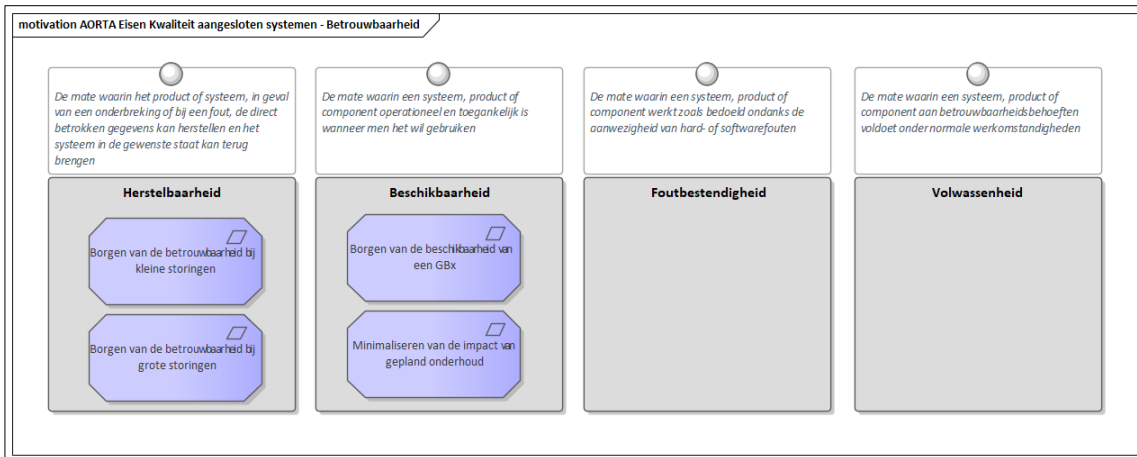 motivation AORTA Eisen Kwaliteit aangesloten systemen - Betrouwbaarheid
De mate waarin het product of systeem, in geval
van een onderbreking of bij een fout, de direct
betrokken gegevens kan herstellen en het
systeem in de gewenste staat kan terug
brengen
De mate waarin een systeem, product of
component operationeel en toegankelijk is
wanneer men het wil gebruiken
De mate waarin een systeem, product of
component werkt zoals bedoeld ondanks de
aanwezigheid van hard- of softwarefouten
De mate waarin een systeem, product of
component aan betrouwbaarheidsbehoeften
voldoet onder normale werkomstandigheden
Herstelbaarheid
Borgen van de betrouwbaarheid bij
kleine storingen
Borgen van de betrouwbaarheid bij
grote storingen
Beschikbaarheid
Borgen van de beschikbaarheid van
een GBx
Minimaliseren van de impact van
gepland onderhoud
Foutbestendigheid
Volwassenheid